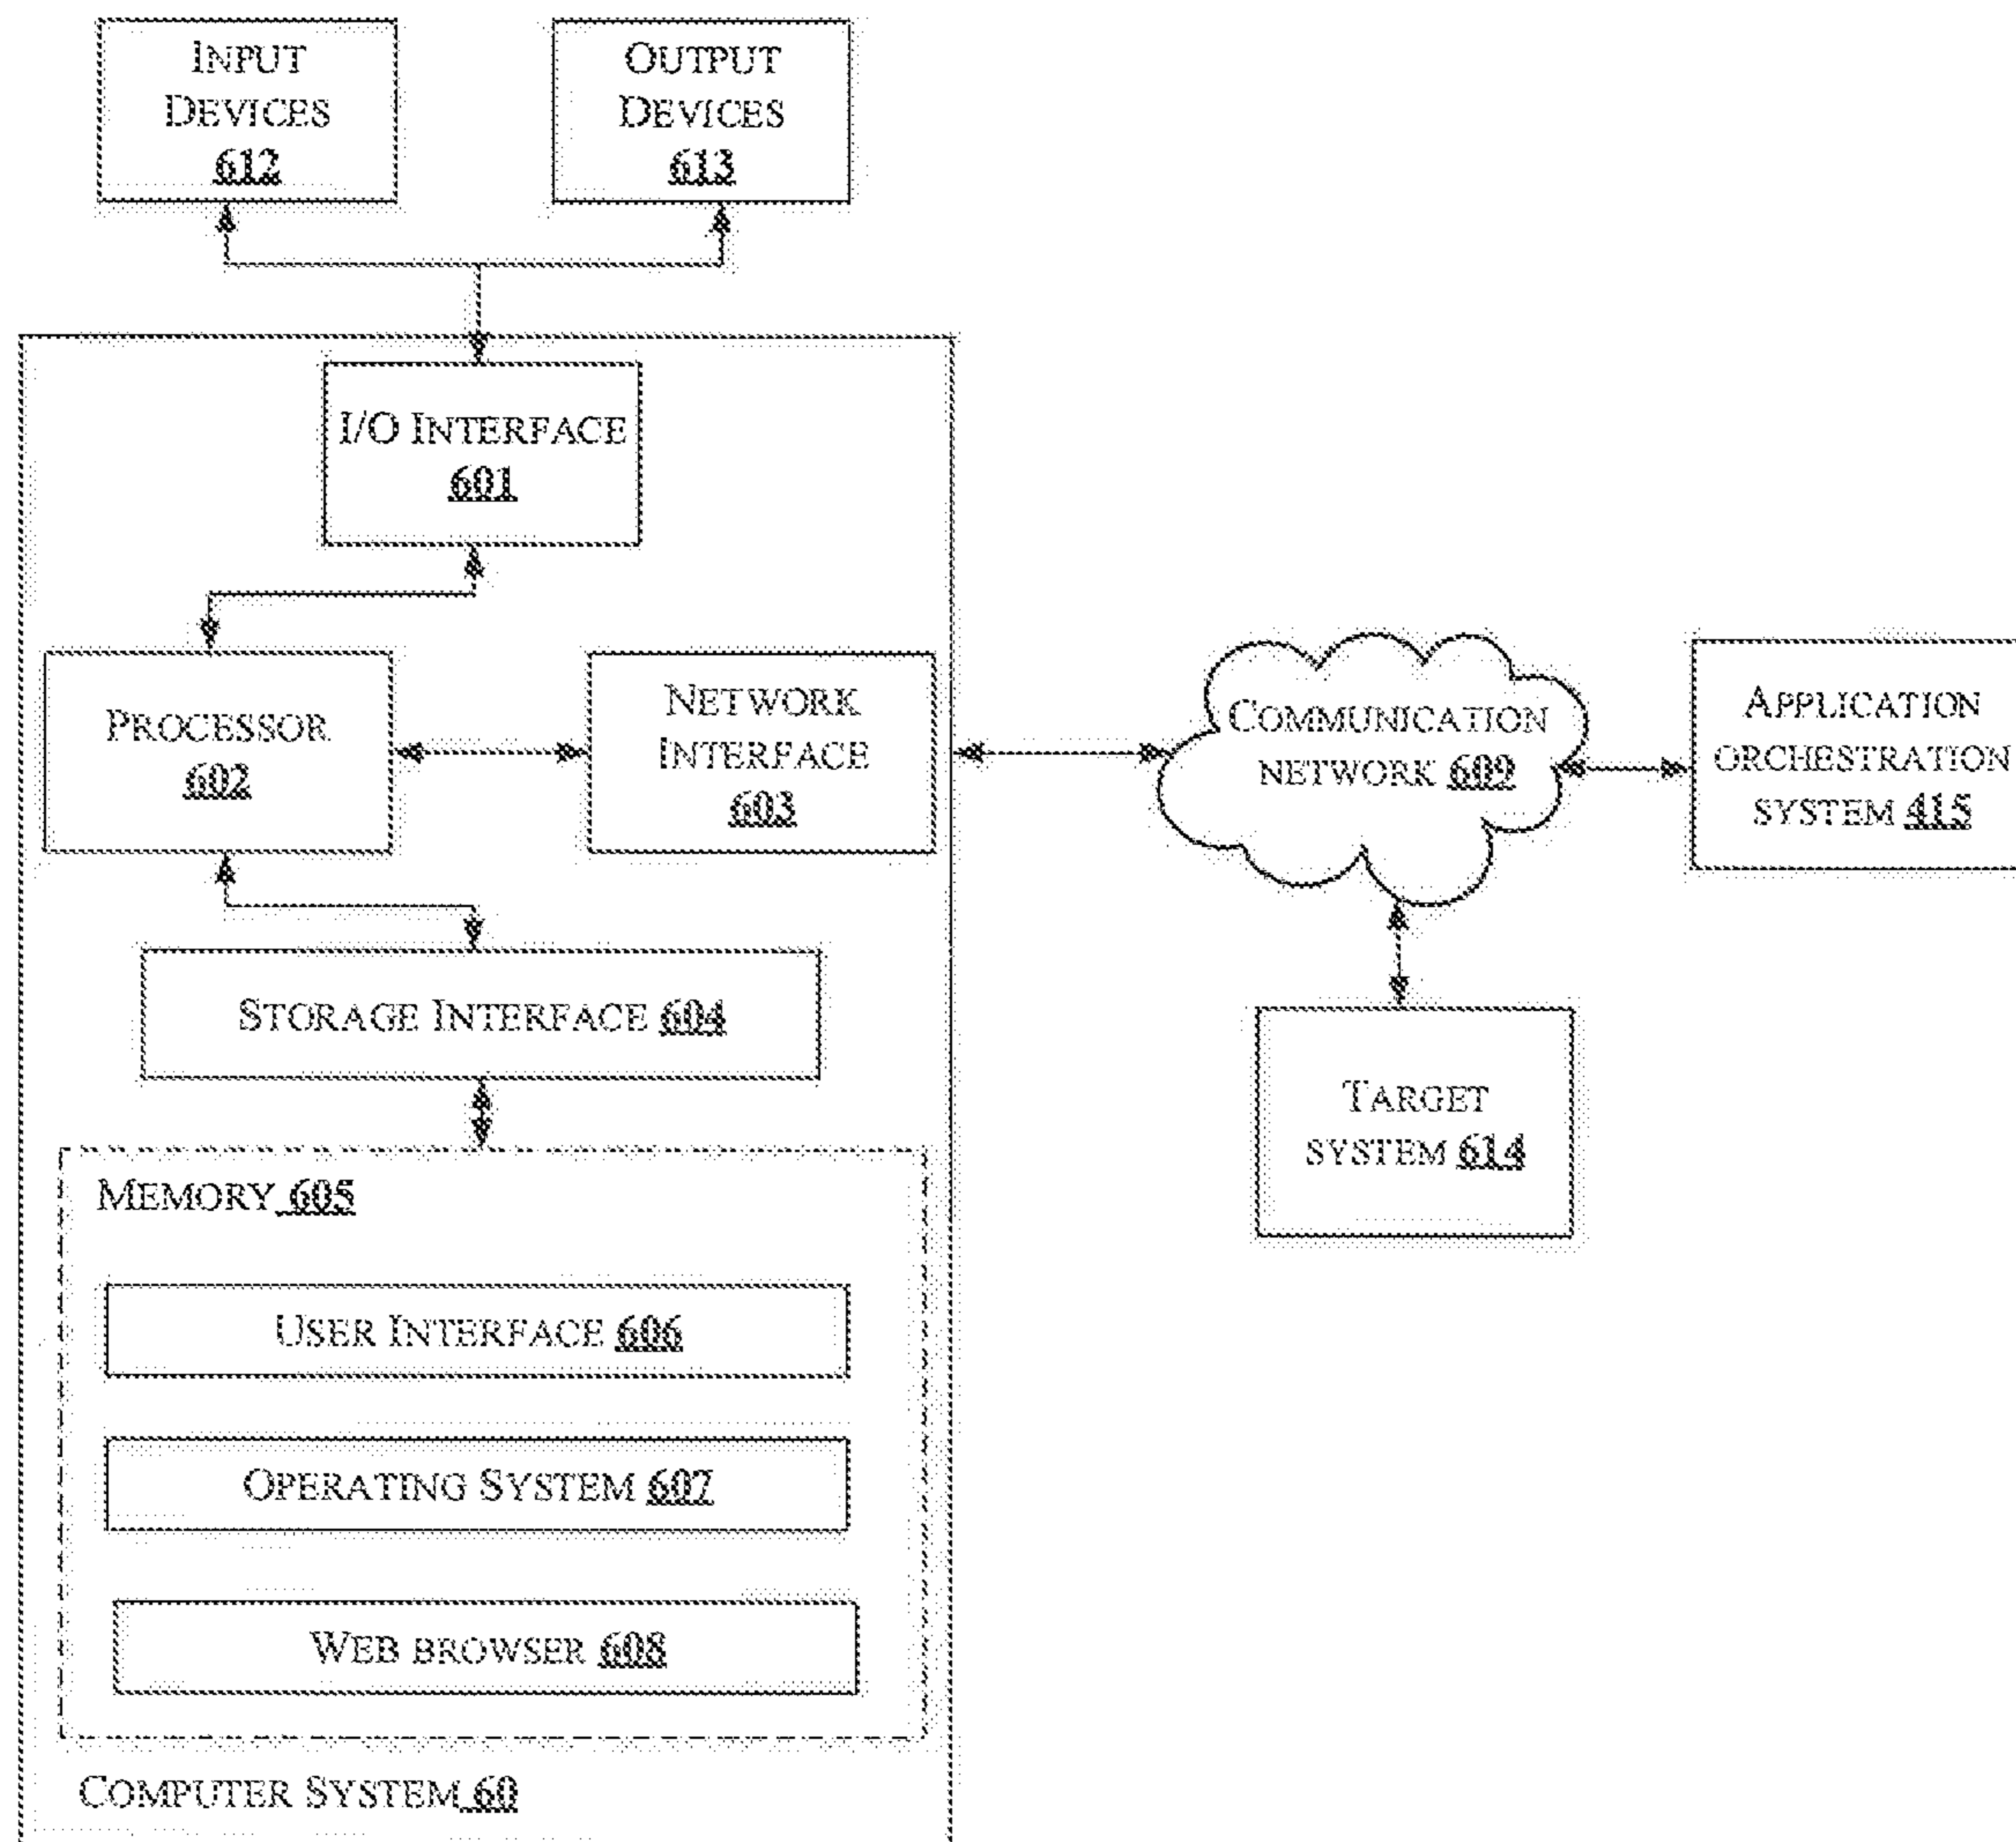 INPUT
DEVICES
612
OUTPUT
DEVICES
613
I/O INTERFACE
601
PROCESSOR
602
NETWORK
INTERFACE
603
COMMUNICATION
NETWORK 609
APPLICATION
ORCHESTRATION
SYSTEM 415
STORAGE INTERFACE 604
TARGET
SYSTEM 614
MEMORY 605
USER INTERFACE 606
OPERATING SYSTEM 607
WEB BROWSER 608
COMPUTER SYSTEM 60